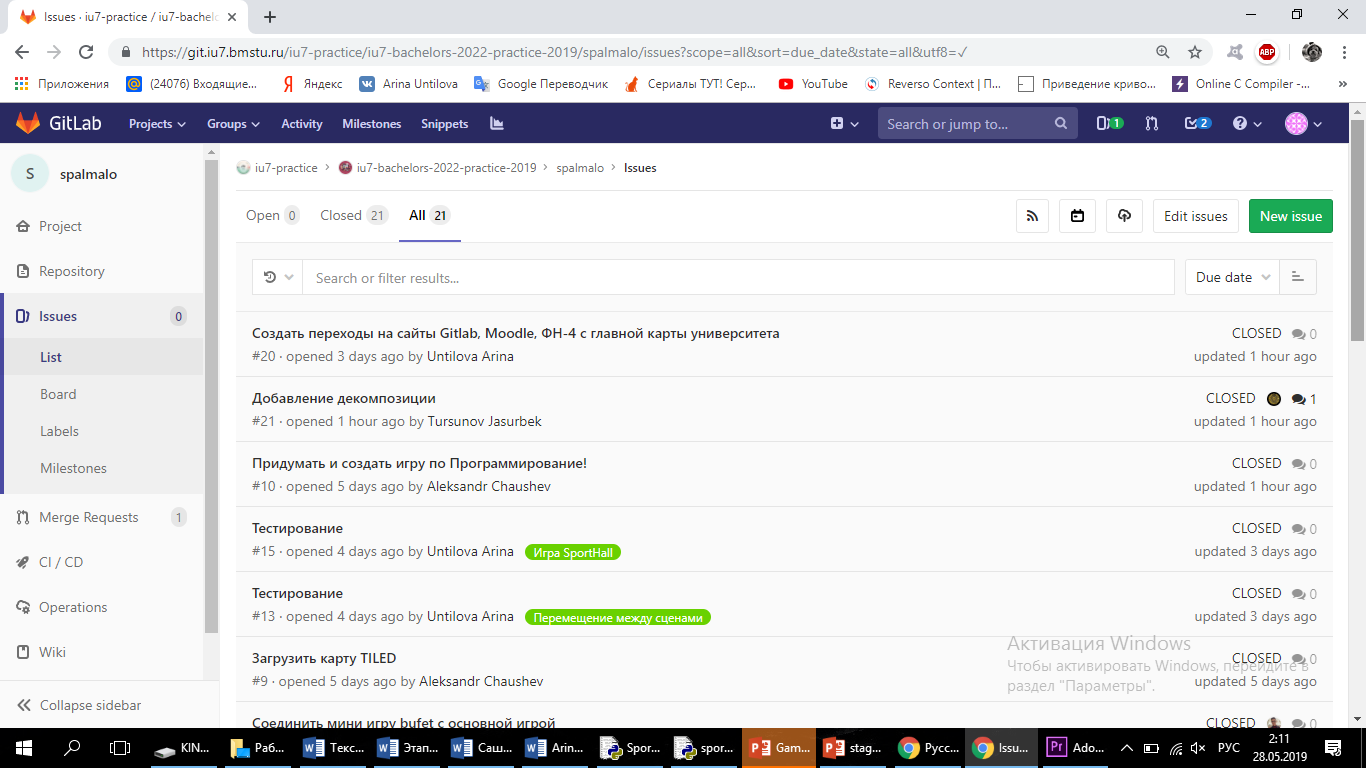 Issues · iu7-practice / iu7-bachelo
https://git.iu7.bmstu.ru/iu7-practice/iu7-bachelors-2022-practice-2019/spalmalo/issues?scope=all&sort=due_date&state=all&utf8=✓
ABP
Приложения (24076) Входящие... Яндекс Arina Untilova Google Переводчик Сериалы ТУТ! Сер... YouTube Reverso Context | П... Приведение криво... Online C Compiler -... »
GitLab Projects Groups Activity Milestones Snippets Search or jump to... 1 2
S spalmalo
Project
Repository
Issues 0
List
Board
Labels
Milestones
Merge Requests 1
CI / CD
Operations
Wiki
Collapse sidebar
iu7-practice > iu7-bachelors-2022-practice-2019 > spalmalo > Issues
Open 0 Closed 21 All 21 Edit issues New issue
Search or filter results... Due date
Создать переходы на сайты Gitlab, Moodle, ФН-4 с главной карты университета CLOSED 0
#20 · opened 3 days ago by Untilova Arina updated 1 hour ago
Добавление декомпозиции CLOSED 1
#21 · opened 1 hour ago by Tursunov Jasurbek updated 1 hour ago
Придумать и создать игру по Программирование! CLOSED 0
#10 · opened 5 days ago by Aleksandr Chaushev updated 1 hour ago
Тестирование CLOSED 0
#15 · opened 4 days ago by Untilova Arina Игра SportHall updated 3 days ago
Тестирование CLOSED 0
#13 · opened 4 days ago by Untilova Arina Перемещение между сценами updated 3 days ago
Загрузить карту TILED CLOSED 0
#9 · opened 5 days ago by Aleksandr Chaushev updated 5 days ago
Соединить мини игру bufet с основной игрой CLOSED 0
Активация Windows
Чтобы активировать Windows, перейдите в
раздел "Параметры".
KIN... Раб... Текс... Этап... Саш... Arin... Spor... spor... Gam... stag... Русс... Issu... Ado... РУС 2:11
28.05.2019